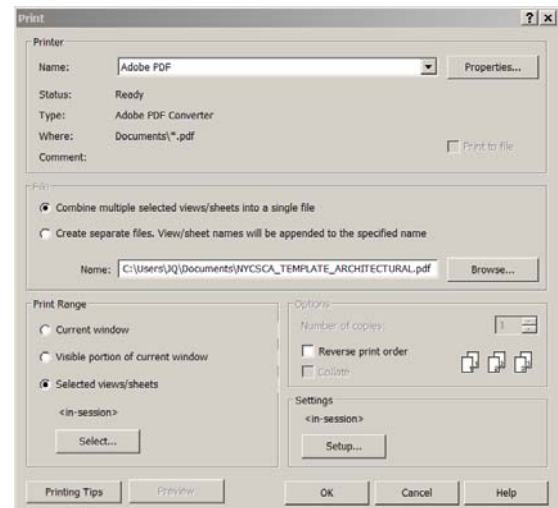 Print
Printer
Name: Adobe PDF Properties...
Status: Ready
Type: Adobe PDF Converter
Where: Documents\*.pdf
Comment: Print to file
File
Combine multiple selected views/sheets into a single file
Create separate files. View/sheet names will be appended to the specified name
Name: C:\Users\JQ\Documents\NYCSCA_TEMPLATE_ARCHITECTURAL.pdf Browse...
Print Range
Current window
Visible portion of current window
Selected views/sheets
<in-session>
Select...
Options
Number of copies: 1
Reverse print order
Collate
Settings
<in-session>
Setup...
Printing Tips Preview OK Cancel Help